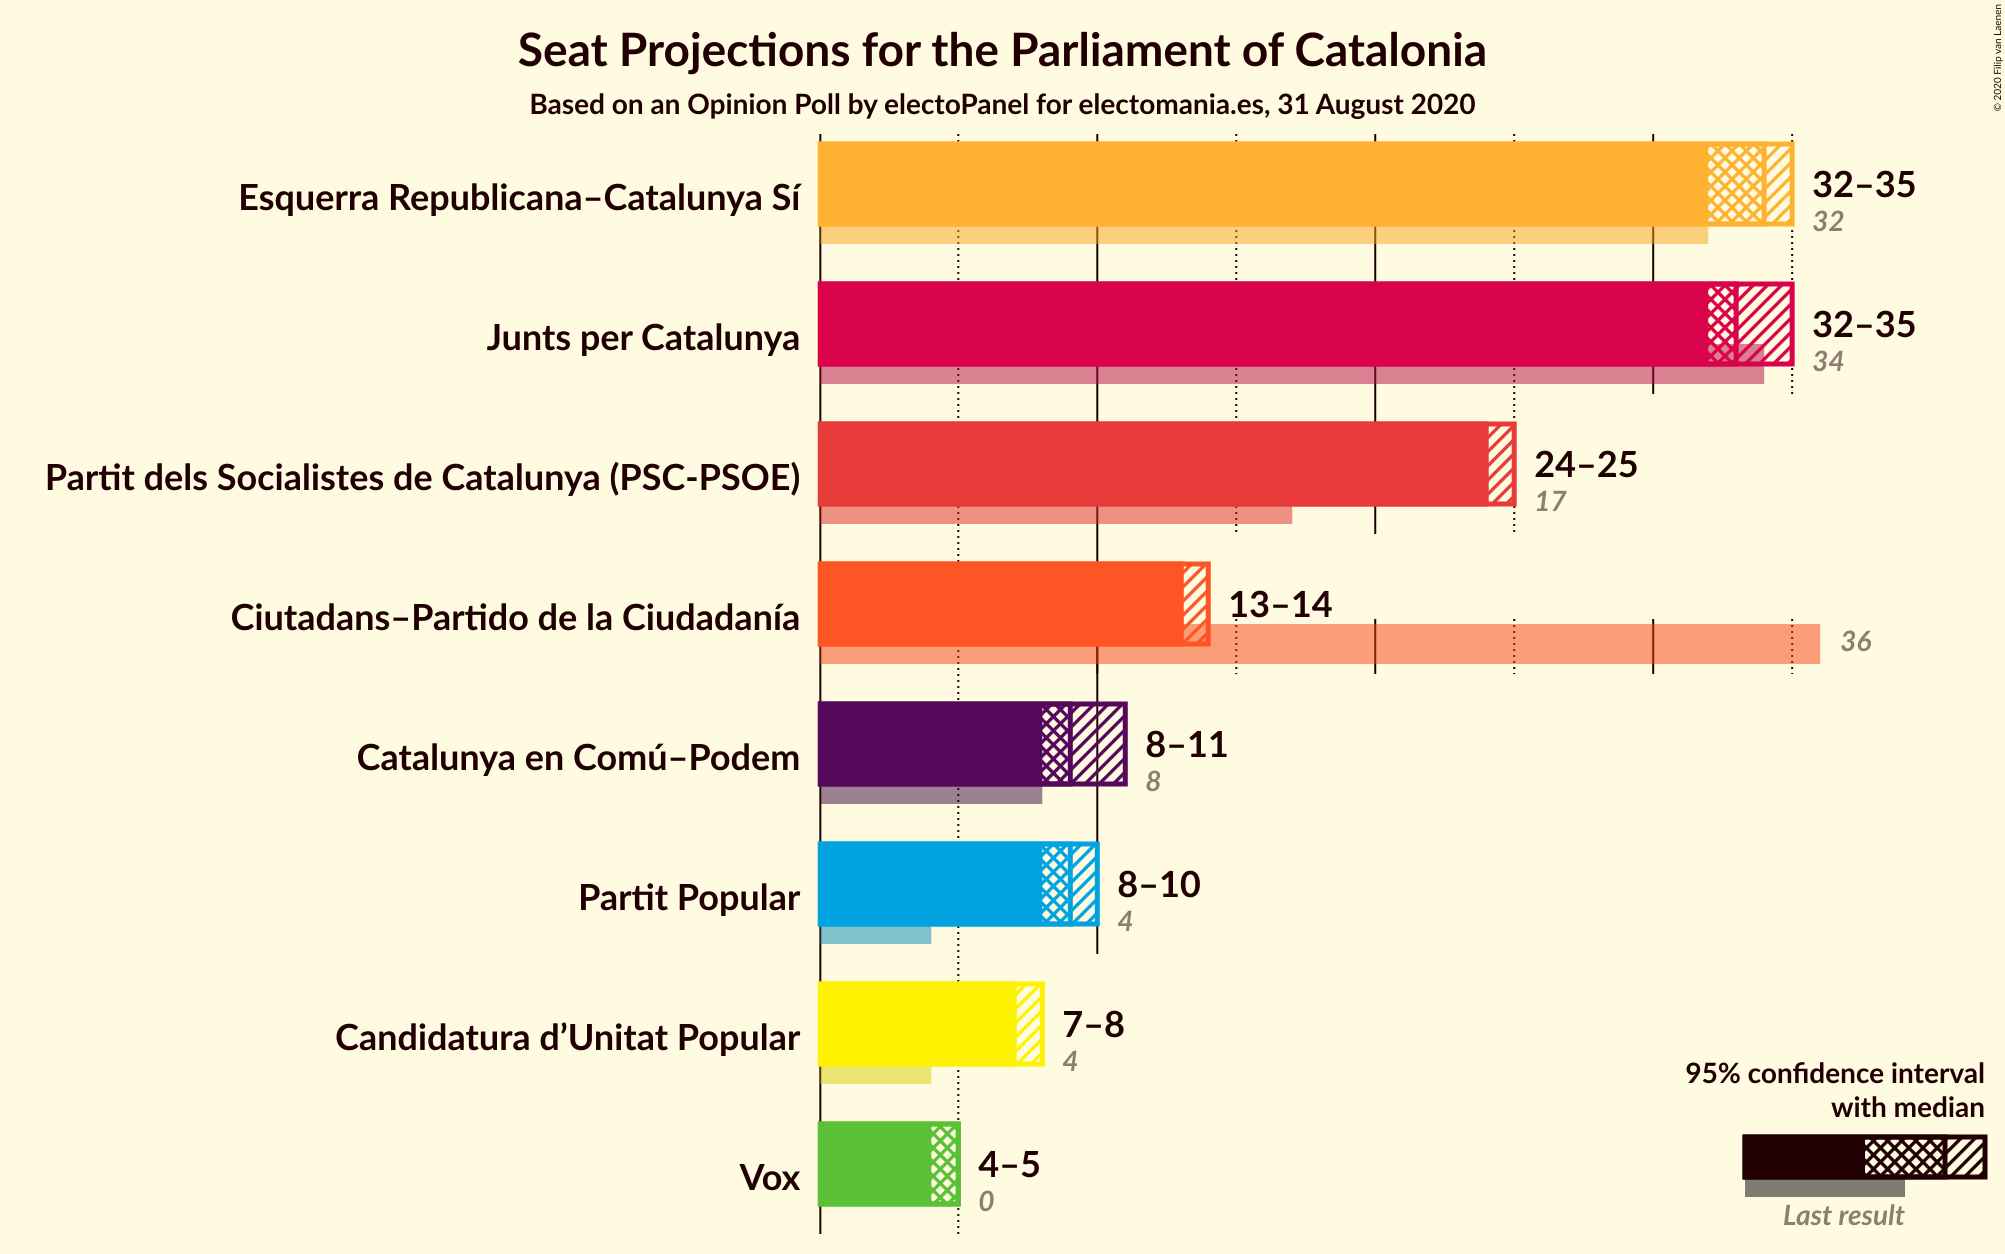 Seat Projections for the Parliament of Catalonia
Based on an Opinion Poll by electoPanel for electomania.es, 31 August 2020
© 2020 Filip van Laenen
Esquerra Republicana–Catalunya Sí
32–35
32
Junts per Catalunya
32–35
34
Partit dels Socialistes de Catalunya (PSC-PSOE)
24–25
17
Ciutadans–Partido de la Ciudadanía
13–14
36
Catalunya en Comú–Podem
8–11
8
Partit Popular
8–10
4
Candidatura d’Unitat Popular
7–8
4
Vox
4–5
0
95% confidence interval
with median
Last result